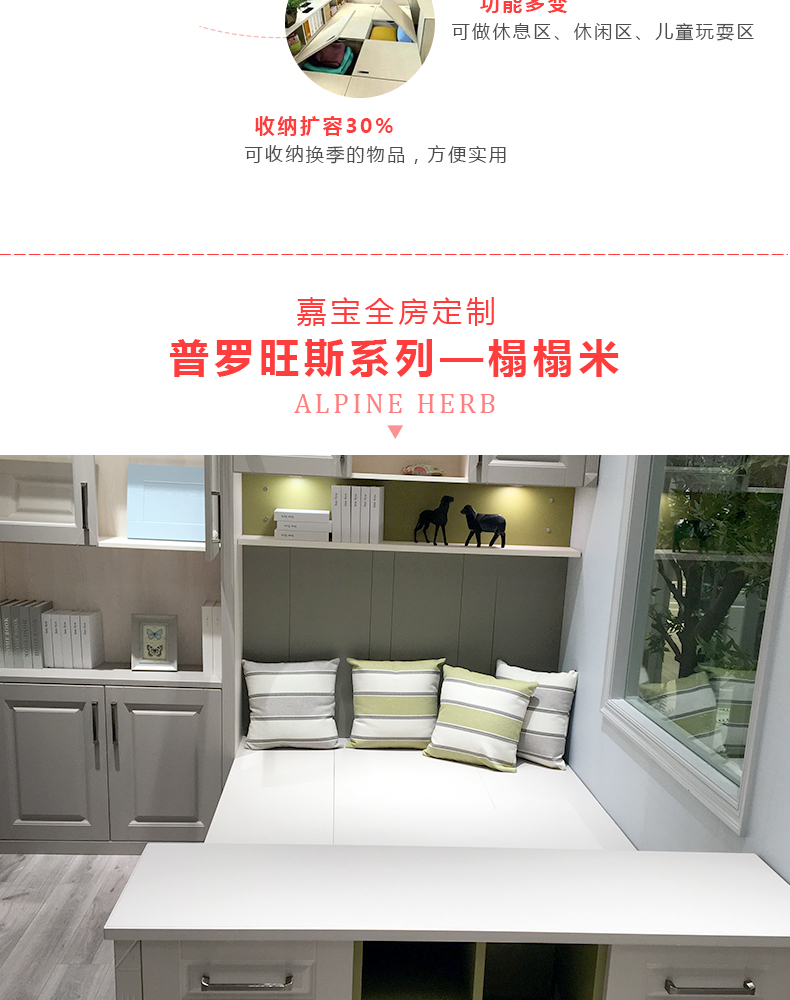 功能多变
可做休息区、休闲区、儿童玩耍区
收纳扩容30%
可收纳换季的物品，方便实用
嘉宝全房定制
普罗旺斯系列—榻榻米
ALPINE HERB